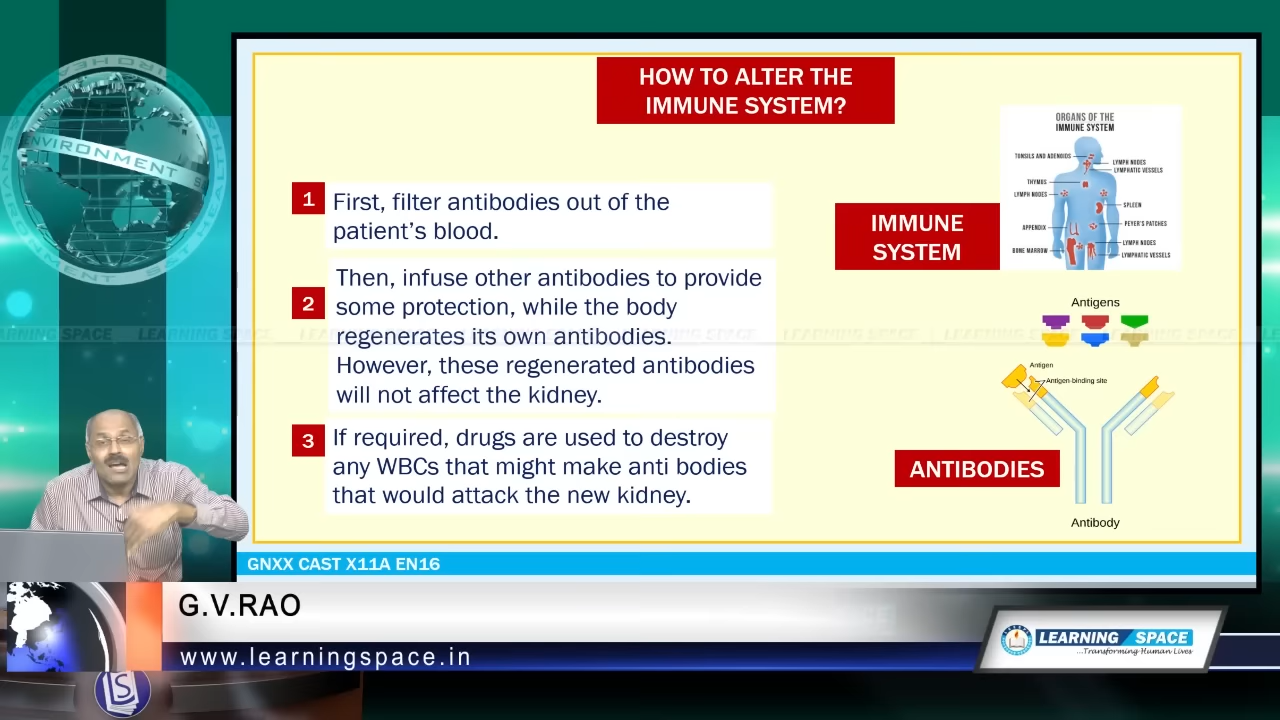 HOW TO ALTER THE
IMMUNE SYSTEM?
1
First, filter antibodies out of the
patient's blood.
2
Then, infuse other antibodies to provide
some protection, while the body
regenerates its own antibodies.
However, these regenerated antibodies
will not affect the kidney.
3
If required, drugs are used to destroy
any WBCs that might make anti bodies
that would attack the new kidney.
IMMUNE
SYSTEM
ORGANS OF THE
IMMUNE SYSTEM
TONSILS AND ADENOIDS
LYMPH NODES
LYMPHATIC VESSELS
THYMUS
LYMPH NODES
SPLEEN
PEYER'S PATCHES
APPENDIX
LYMPH NODES
BONE MARROW
LYMPHATIC VESSELS
Antigens
Antigen
Antigen-binding site
ANTIBODIES
Antibody
ENVIRONMENT
LEARNING SPACE
GNXX CAST X11A EN16
G.V.RAO
www.learningspace.in
LEARNING SPACE
...Transforming Human Lives
LS